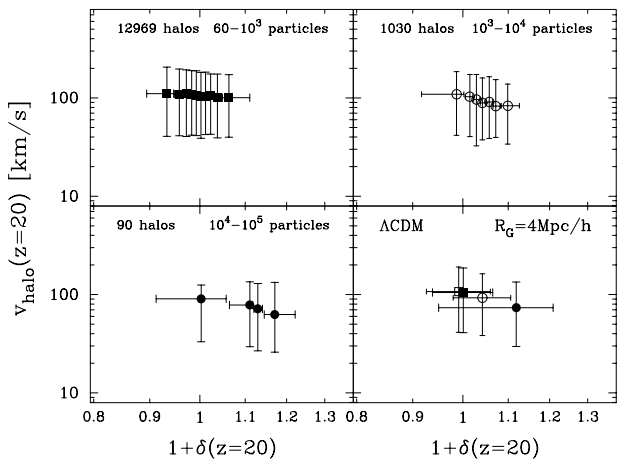 12969 halos 60−10³ particles
1030 halos 10³−10⁴ particles
100
10
v_halo(z=20) [km/s]
90 halos 10⁴−10⁵ particles
ΛCDM R_G=4Mpc/h
100
10
0.8 0.9 1 1.1 1.2 1.3
0.8 0.9 1 1.1 1.2 1.3
1+δ(z=20)
1+δ(z=20)